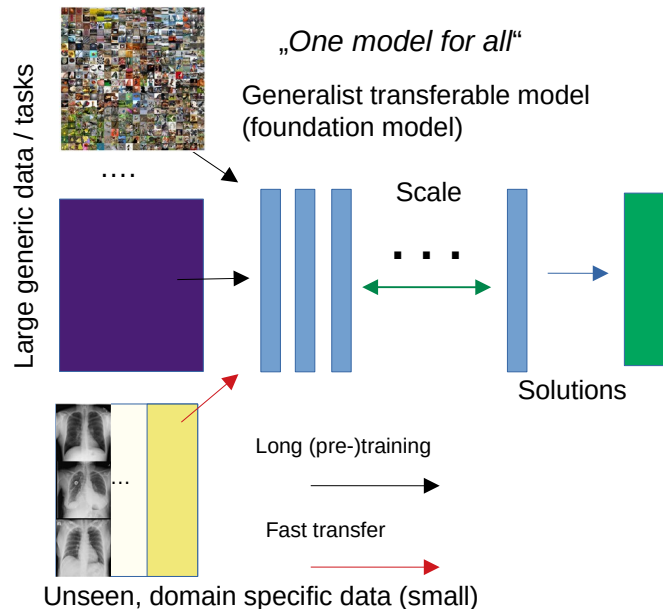 „One model for all“
Generalist transferable model
(foundation model)
Large generic data / tasks
....
Scale
. . .
Solutions
...
Long (pre-)training
Fast transfer
Unseen, domain specific data (small)